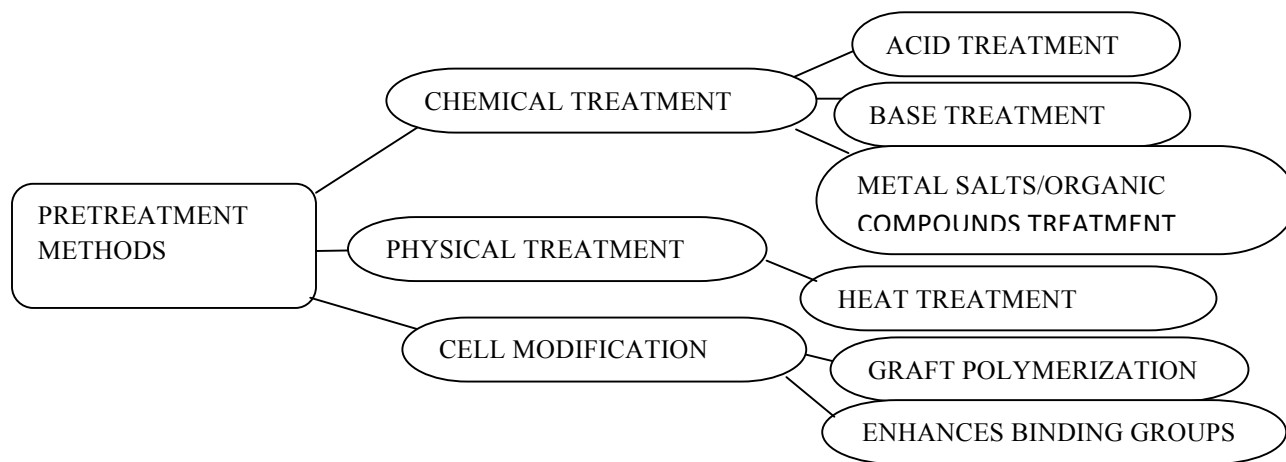 ACID TREATMENT
CHEMICAL TREATMENT
BASE TREATMENT
METAL SALTS/ORGANIC
COMPOUNDS TREATMENT
PRETREATMENT
METHODS
PHYSICAL TREATMENT
HEAT TREATMENT
CELL MODIFICATION
GRAFT POLYMERIZATION
ENHANCES BINDING GROUPS